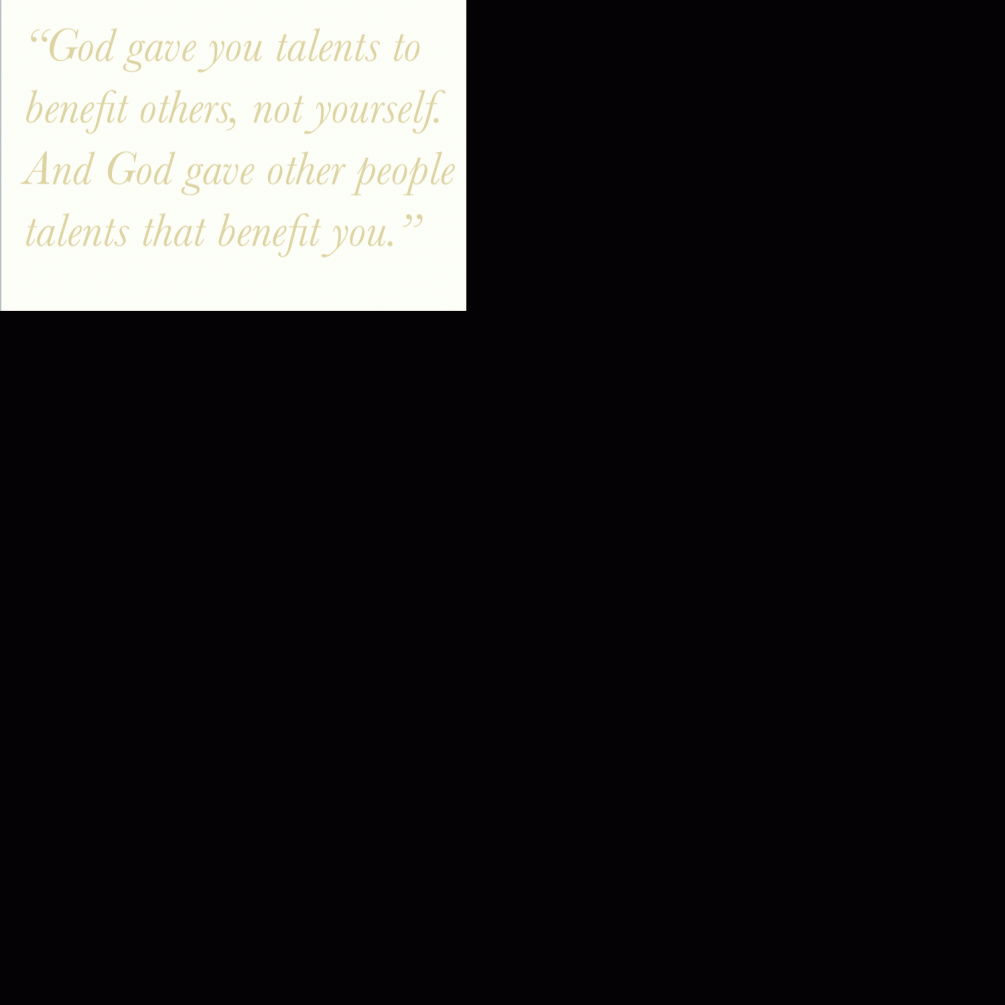 “God gave you talents to
benefit others, not yourself.
And God gave other people
talents that benefit you.”